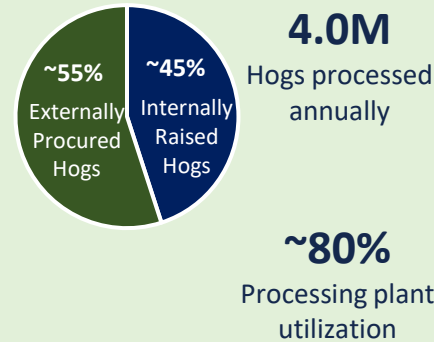 ~55%
Externally
Procured
Hogs
~45%
Internally
Raised
Hogs
4.0M
Hogs processed
annually
~80%
Processing plant
utilization